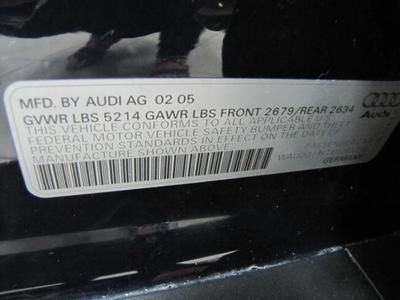 MFD. BY AUDI AG 02 05
GVWR LBS 5214 GAWR LBS FRONT 2679/REAR 2634
THIS VEHICLE CONFORMS TO ALL APPLICABLE U.S.
FEDERAL MOTOR VEHICLE SAFETY BUMPER AND THEFT
PREVENTION STANDARDS IN EFFECT ON THE DATE OF
MANUFACTURE SHOWN ABOVE
Audi
PASSENGER CAR
GERMANY